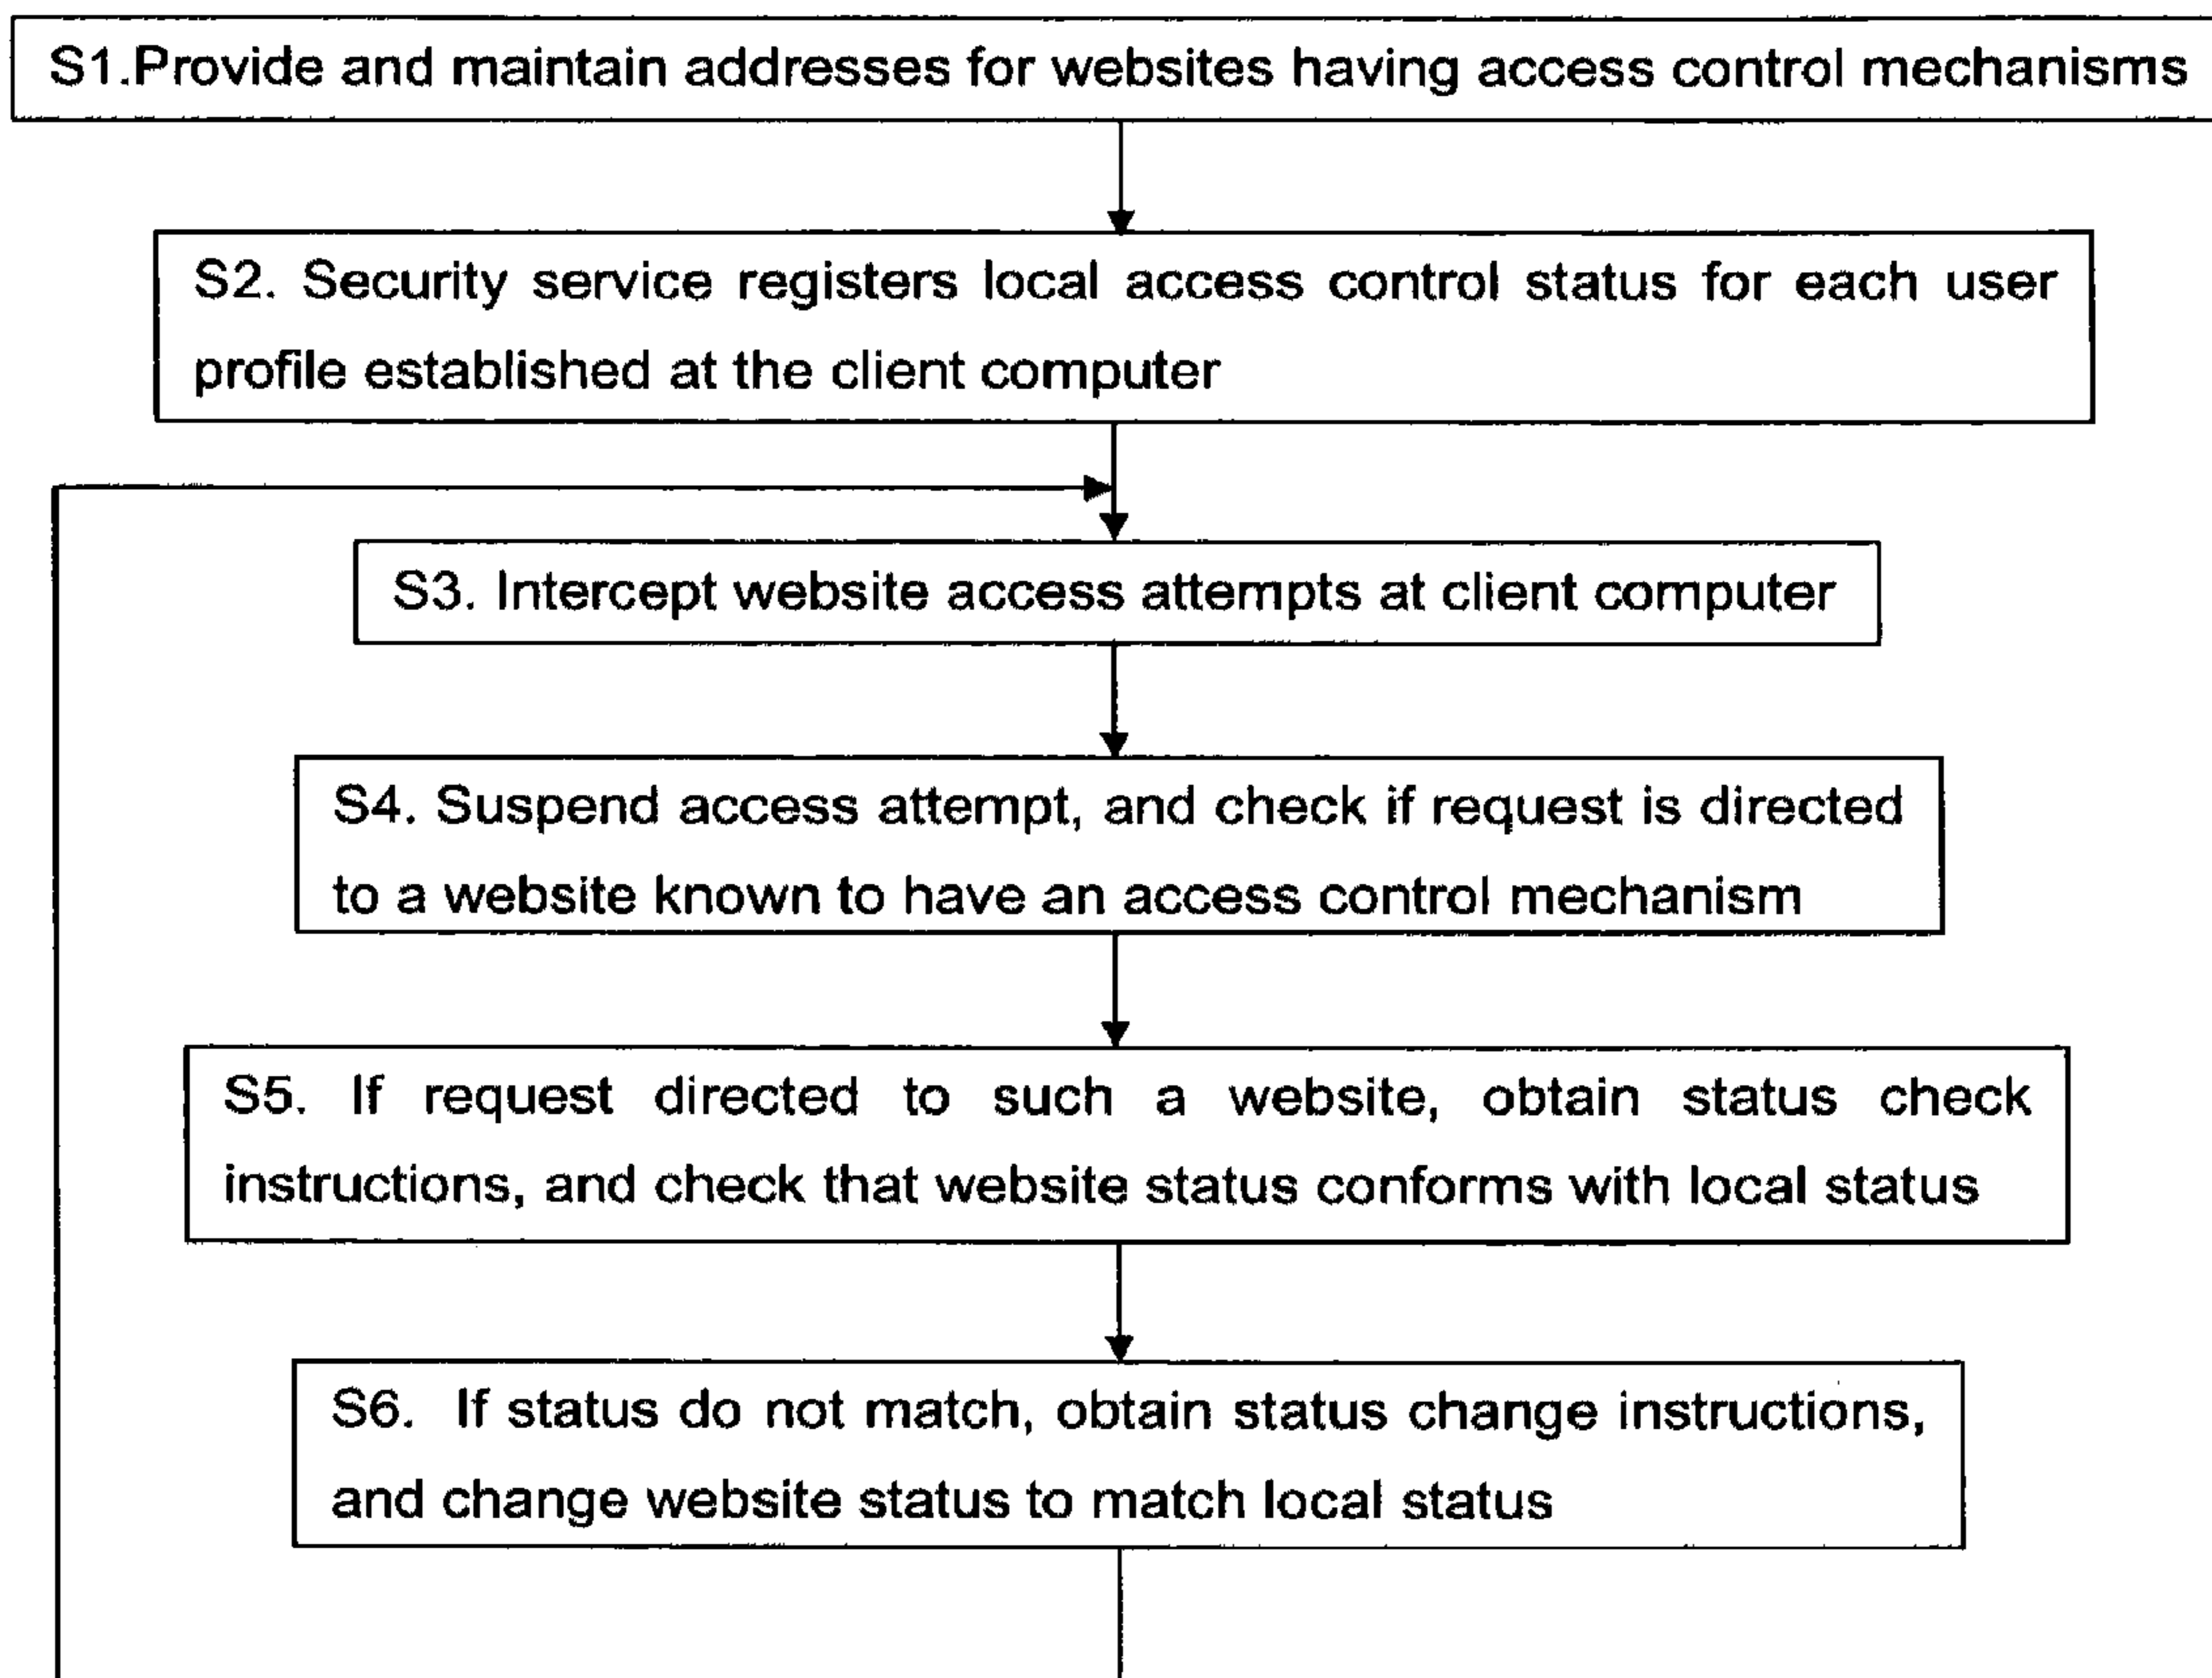 S1.Provide and maintain addresses for websites having access control mechanisms
S2. Security service registers local access control status for each user
profile established at the client computer
S3. Intercept website access attempts at client computer
S4. Suspend access attempt, and check if request is directed
to a website known to have an access control mechanism
S5. If request directed to such a website, obtain status check
instructions, and check that website status conforms with local status
S6. If status do not match, obtain status change instructions,
and change website status to match local status